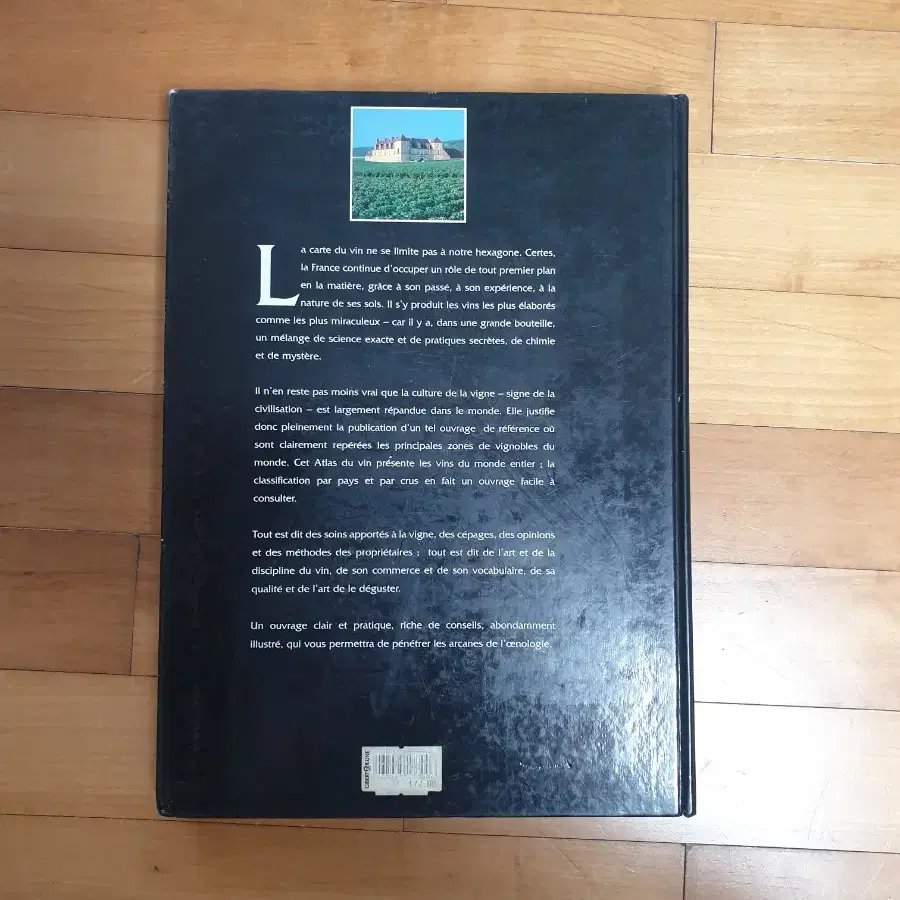 La carte du vin ne se limite pas à notre hexagone. Certes,
la France continue d'occuper un rôle de tout premier plan
en la matière, grâce à son passé, à son expérience, à la
nature de ses sols. Il s'y produit les vins les plus élaborés
comme les plus miraculeux – car il y a, dans une grande bouteille,
un mélange de science exacte et de pratiques secrètes, de chimie
et de mystère.
Il n'en reste pas moins vrai que la culture de la vigne – signe de la
civilisation – est largement répandue dans le monde. Elle justifie
donc pleinement la publication d'un tel ouvrage de référence où
sont clairement repérées les principales zones de vignobles du
monde. Cet Atlas du vin présente les vins du monde entier ; la
classification par pays et par crus en fait un ouvrage facile à
consulter.
Tout est dit des soins apportés à la vigne, des cépages, des opinions
et des méthodes des propriétaires ; tout est dit de l'art et de la
discipline du vin, de son commerce et de son vocabulaire, de sa
qualité et de l'art de le déguster.
Un ouvrage clair et pratique, riche de conseils, abondamment
illustré, qui vous permettra de pénétrer les arcanes de l'œnologie.